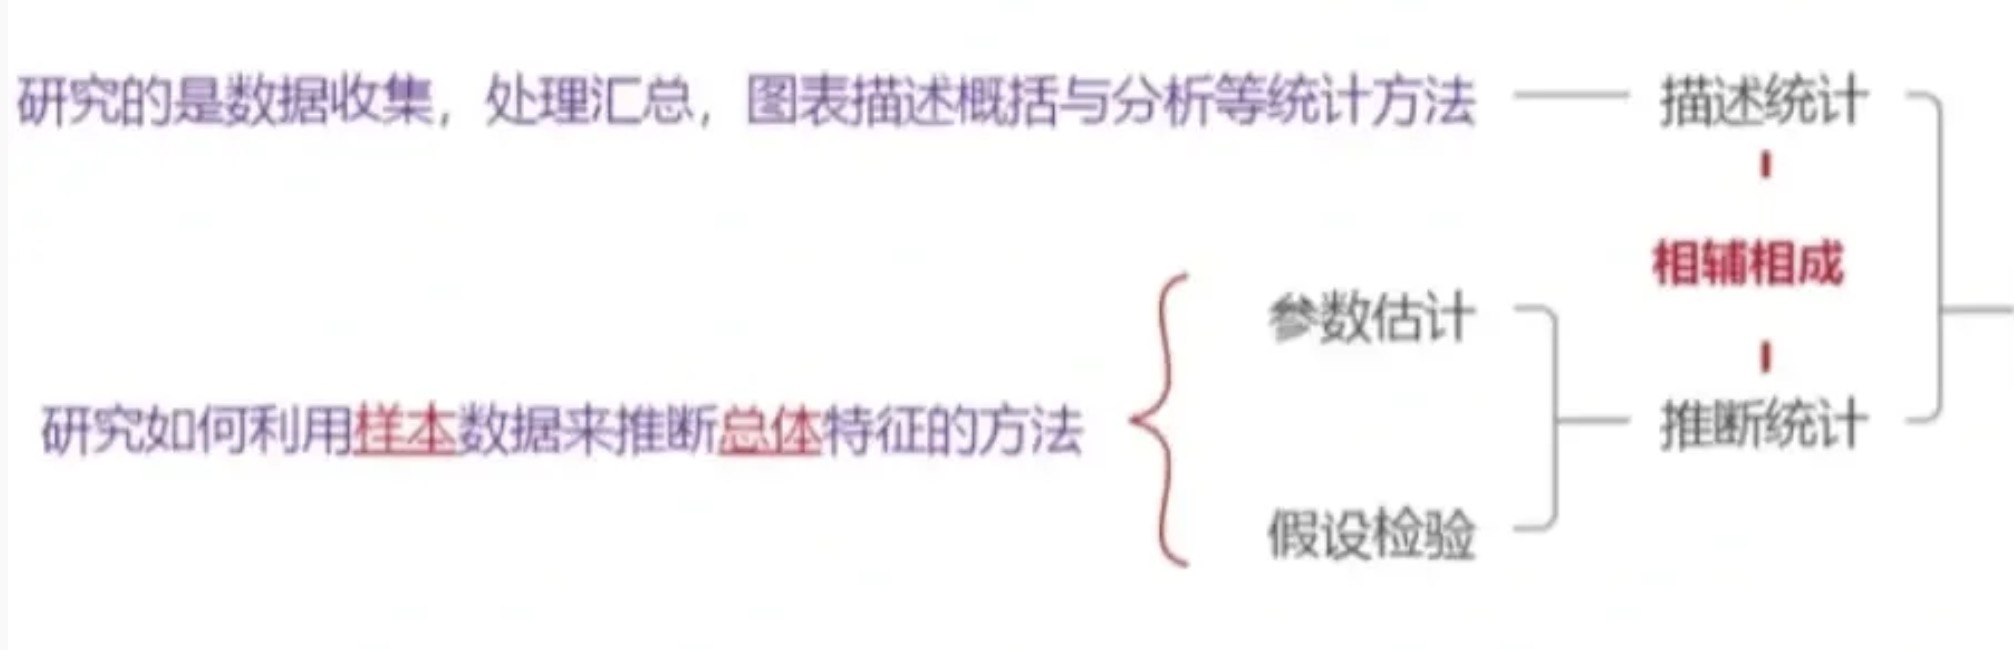 研究的是数据收集，处理汇总，图表描述概括与分析等统计方法
描述统计
相辅相成
参数估计
研究如何利用样本数据来推断总体特征的方法
推断统计
假设检验